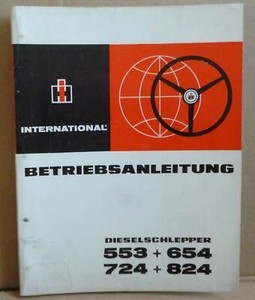 INTERNATIONAL®
BETRIEBSANLEITUNG
DIESELSCHLEPPER
553 + 654
724 + 824